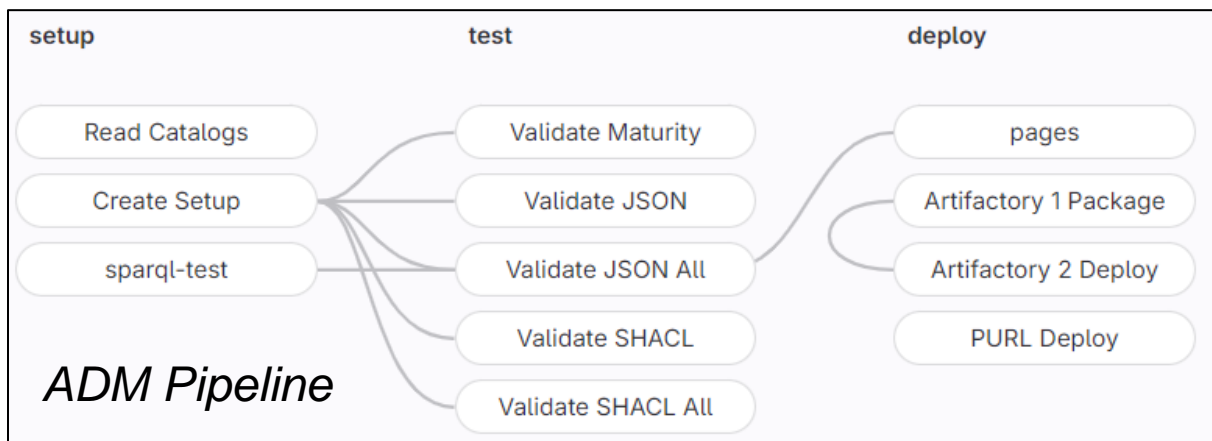 setup
test
deploy
Read Catalogs
Validate Maturity
pages
Create Setup
Validate JSON
Artifactory 1 Package
sparql-test
Validate JSON All
Artifactory 2 Deploy
Validate SHACL
PURL Deploy
ADM Pipeline
Validate SHACL All